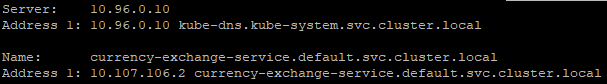 Server:    10.96.0.10
Address 1: 10.96.0.10 kube-dns.kube-system.svc.cluster.local

Name:      currency-exchange-service.default.svc.cluster.local
Address 1: 10.107.106.2 currency-exchange-service.default.svc.cluster.local